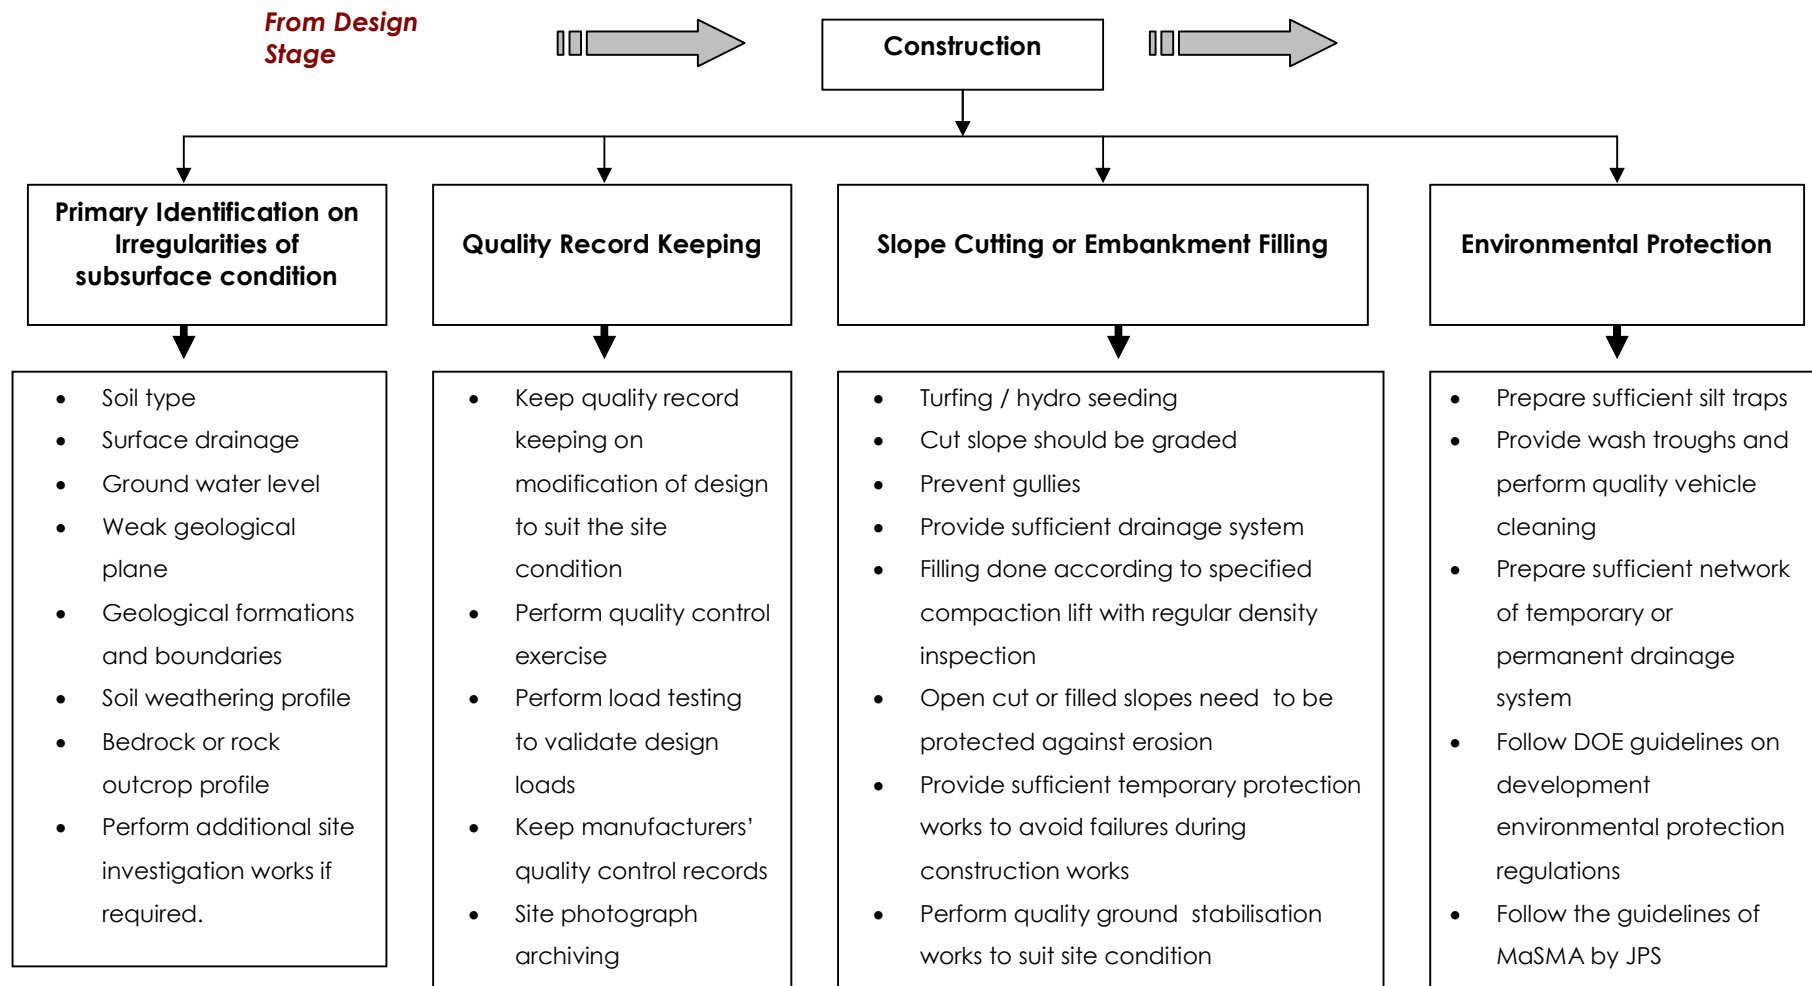 From Design
Stage
Construction
Primary Identification on
Irregularities of
subsurface condition
Quality Record Keeping
Slope Cutting or Embankment Filling
Environmental Protection
• Soil type
• Surface drainage
• Ground water level
• Weak geological
plane
• Geological formations
and boundaries
• Soil weathering profile
• Bedrock or rock
outcrop profile
• Perform additional site
investigation works if
required.
• Keep quality record
keeping on
modification of design
to suit the site
condition
• Perform quality control
exercise
• Perform load testing
to validate design
loads
• Keep manufacturers’
quality control records
• Site photograph
archiving
• Turfing / hydro seeding
• Cut slope should be graded
• Prevent gullies
• Provide sufficient drainage system
• Filling done according to specified
compaction lift with regular density
inspection
• Open cut or filled slopes need to be
protected against erosion
• Provide sufficient temporary protection
works to avoid failures during
construction works
• Perform quality ground stabilisation
works to suit site condition
• Prepare sufficient silt traps
• Provide wash troughs and
perform quality vehicle
cleaning
• Prepare sufficient network
of temporary or
permanent drainage
system
• Follow DOE guidelines on
development
environmental protection
regulations
• Follow the guidelines of
MaSMA by JPS